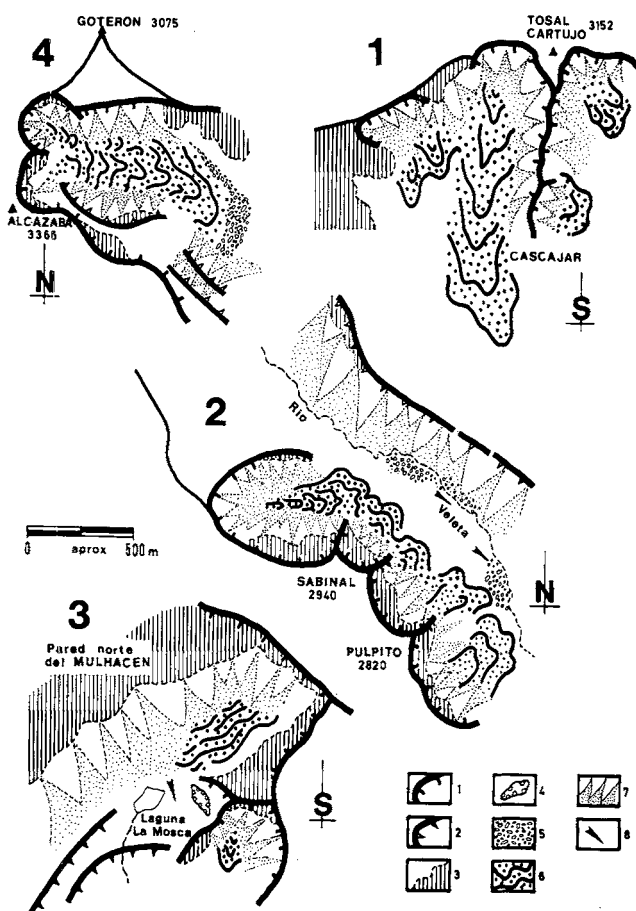 4
GOTERON 3075
ALCAZABA
3366
N
1
TOSAL
CARTUJO 3152
CASCAJAR
S
2
Rio
Veleta
SABINAL
2940
PULPITO
2820
N
0 aprox 500 m
3
Pared norte
del MULHACEN
Laguna
La Mosca
S
1
2
3
4
5
6
7
8